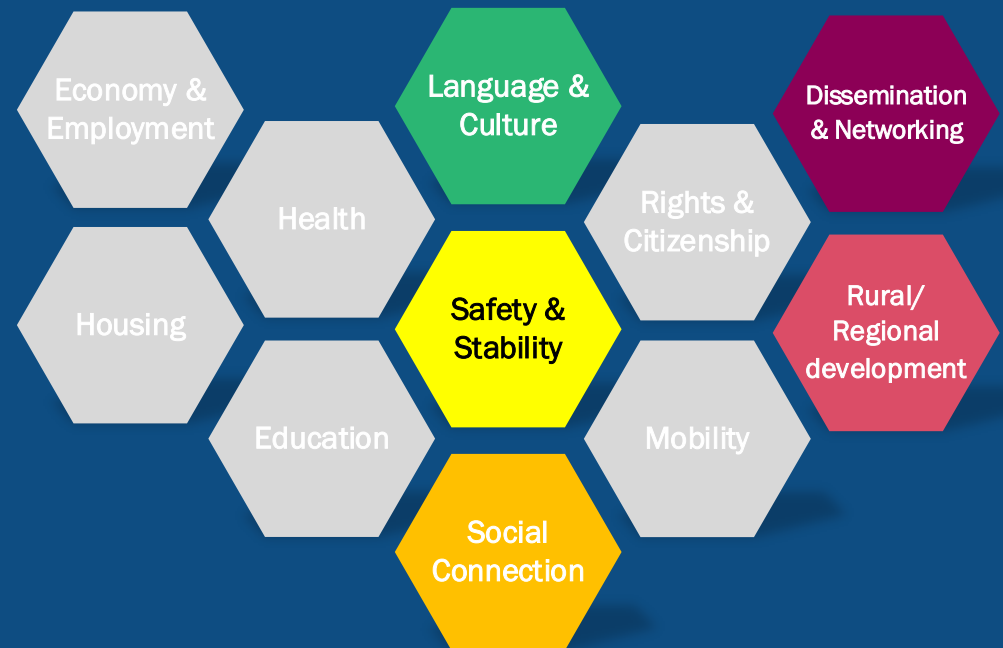 Economy &
Employment
Language &
Culture
Dissemination
& Networking
Health
Rights &
Citizenship
Housing
Safety &
Stability
Rural/
Regional
development
Education
Mobility
Social
Connection